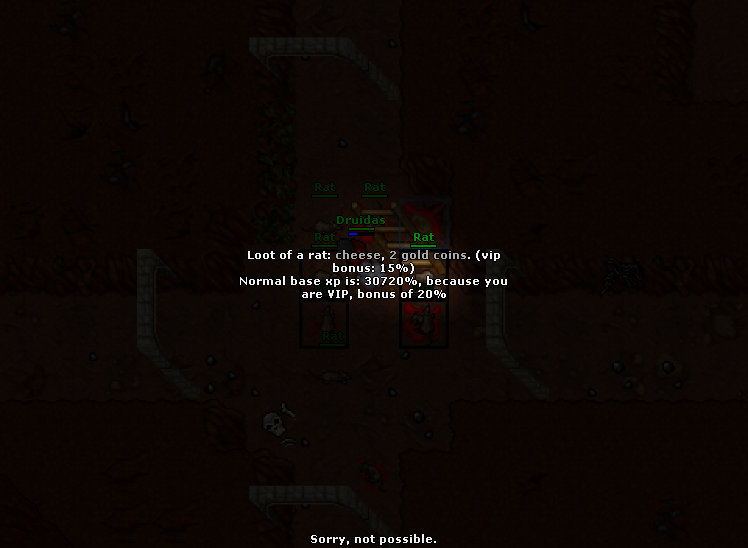 Rat Rat
Druidas
Rat Rat
Loot of a rat: cheese, 2 gold coins. (vip
bonus: 15%)
Normal base xp is: 30720%, because you
are VIP, bonus of 20%
Rat
Sorry, not possible.